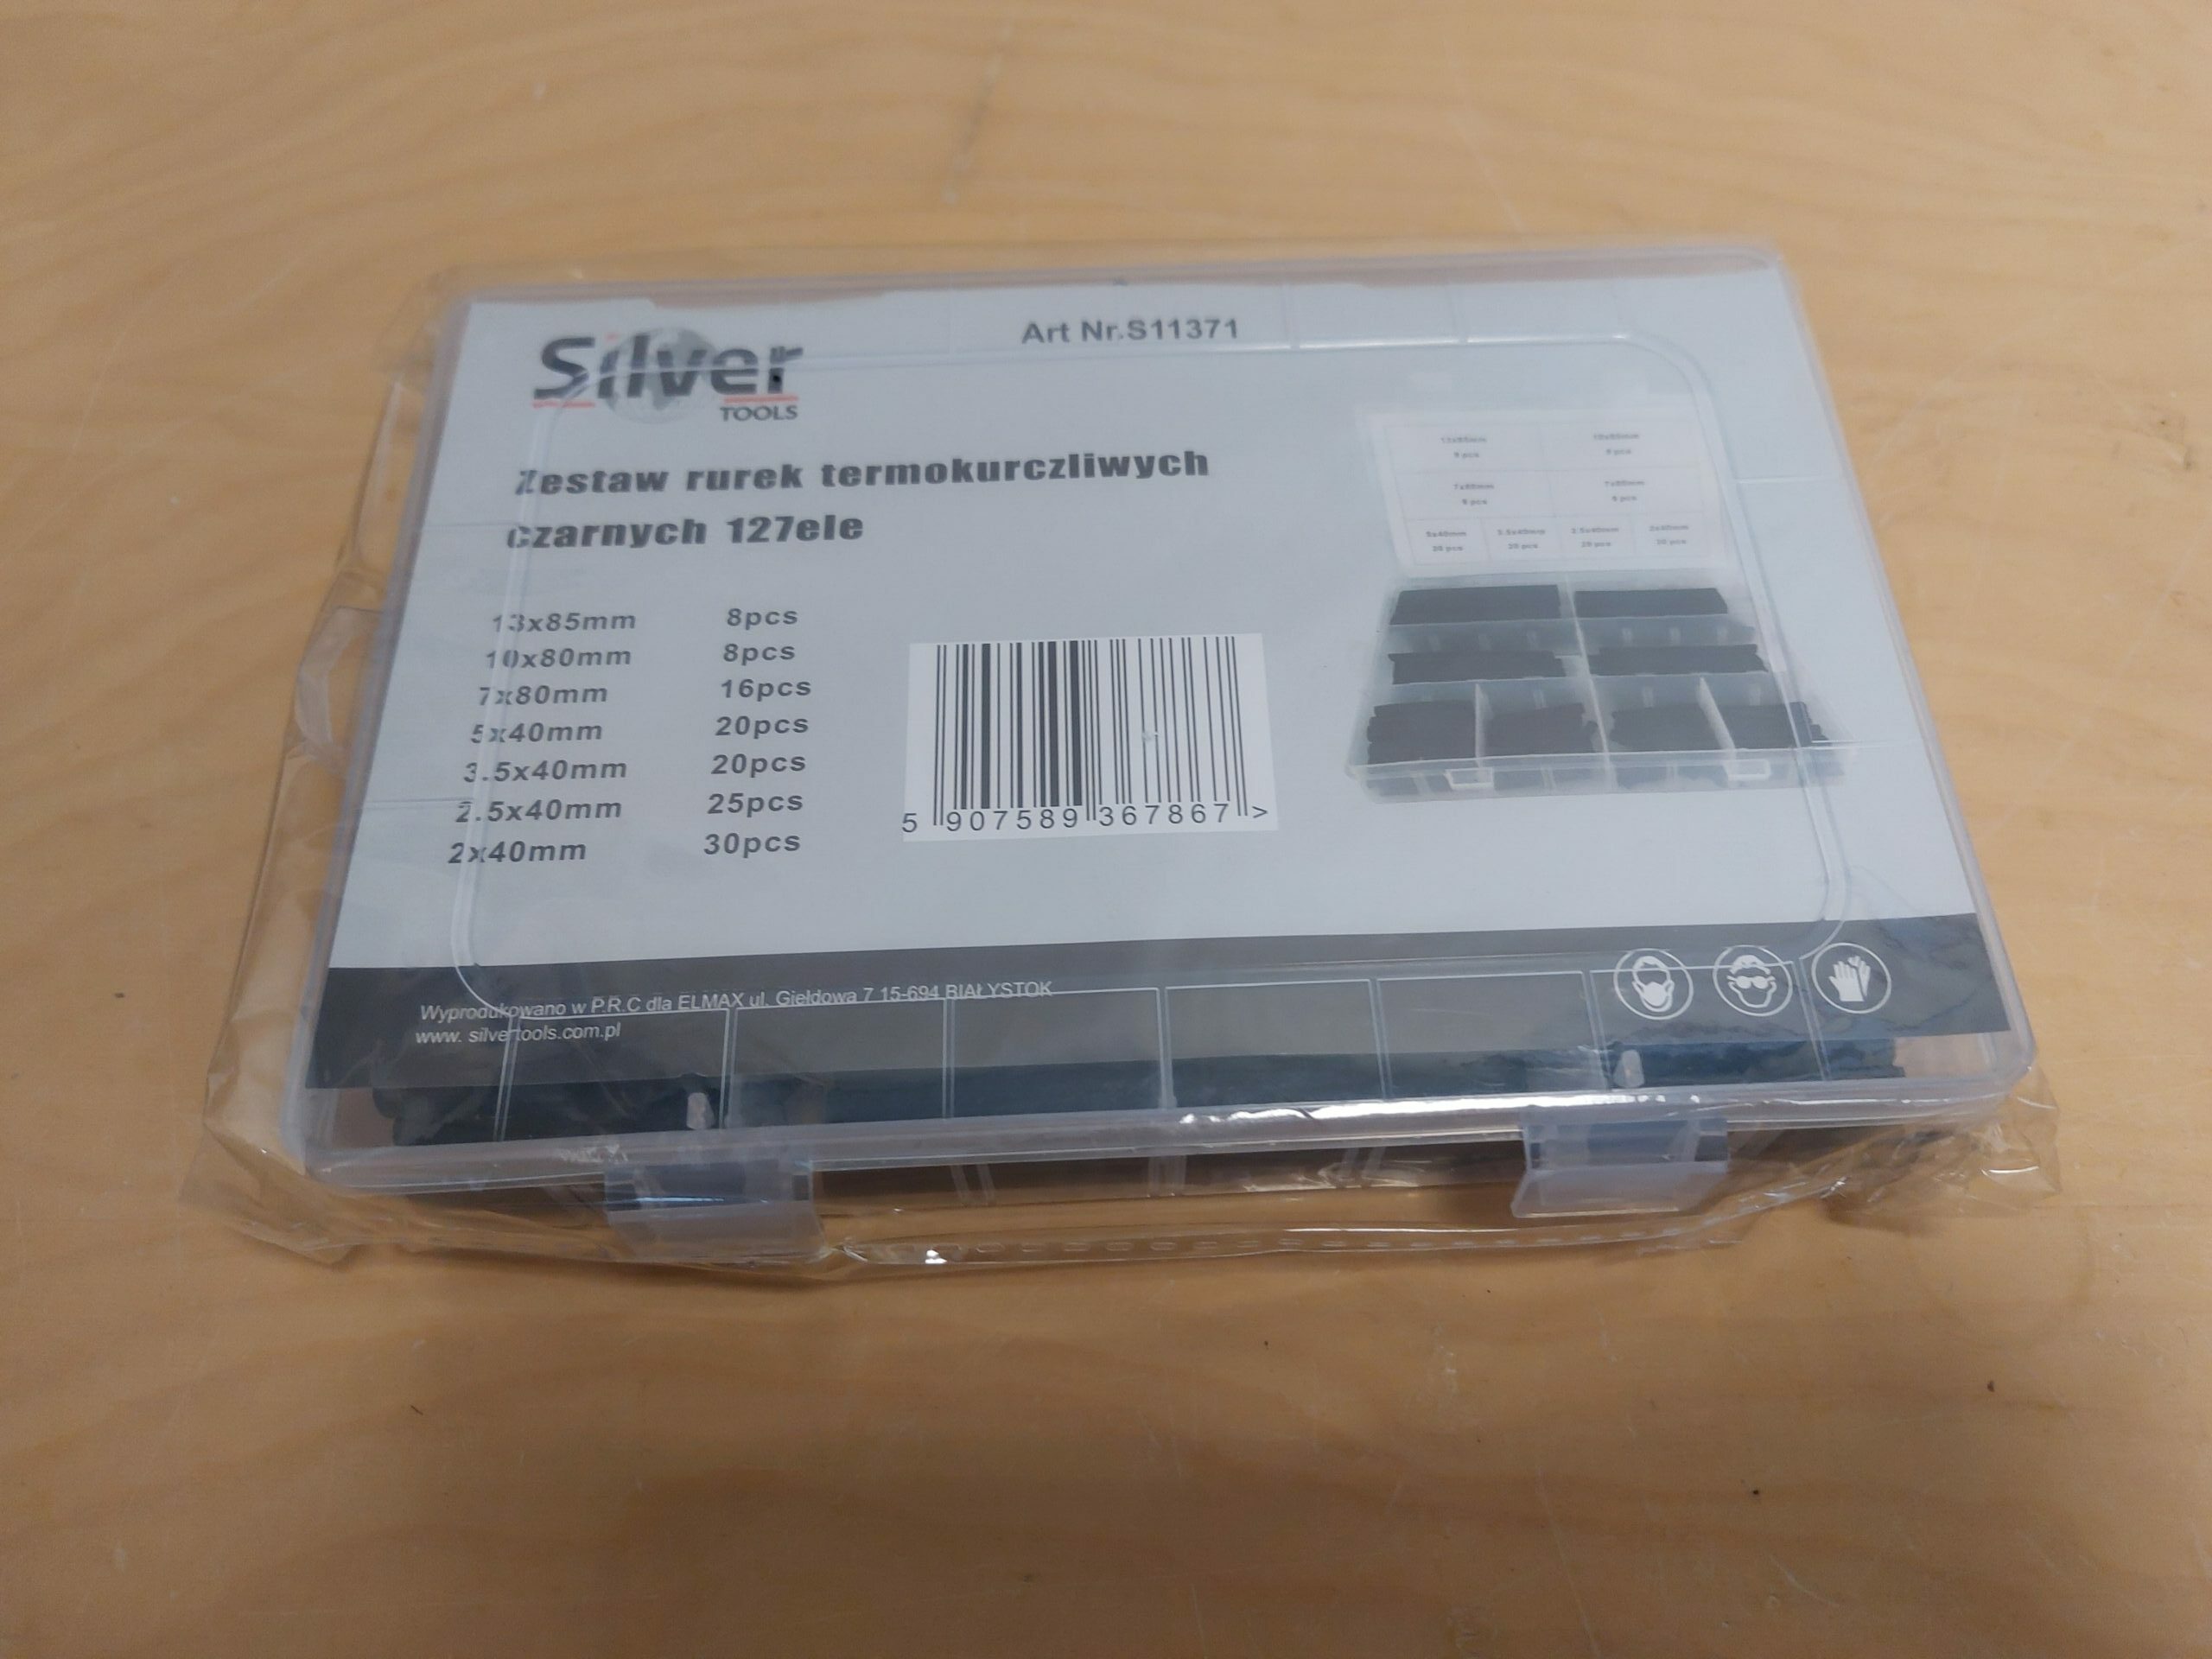 Silver
TOOLS
Art Nr.S11371
Zestaw rurek termokurczliwych
czarnych 127ele
13x85mm 8pcs
10x80mm 8pcs
7x80mm 16pcs
5x40mm 20pcs
3.5x40mm 20pcs
2.5x40mm 25pcs
2x40mm 30pcs
5 907589 367867 >
Wyprodukowano w P.R.C dla ELMAX ul. Giełdowa 7 15-694 BIAŁYSTOK
www. silvertools.com.pl